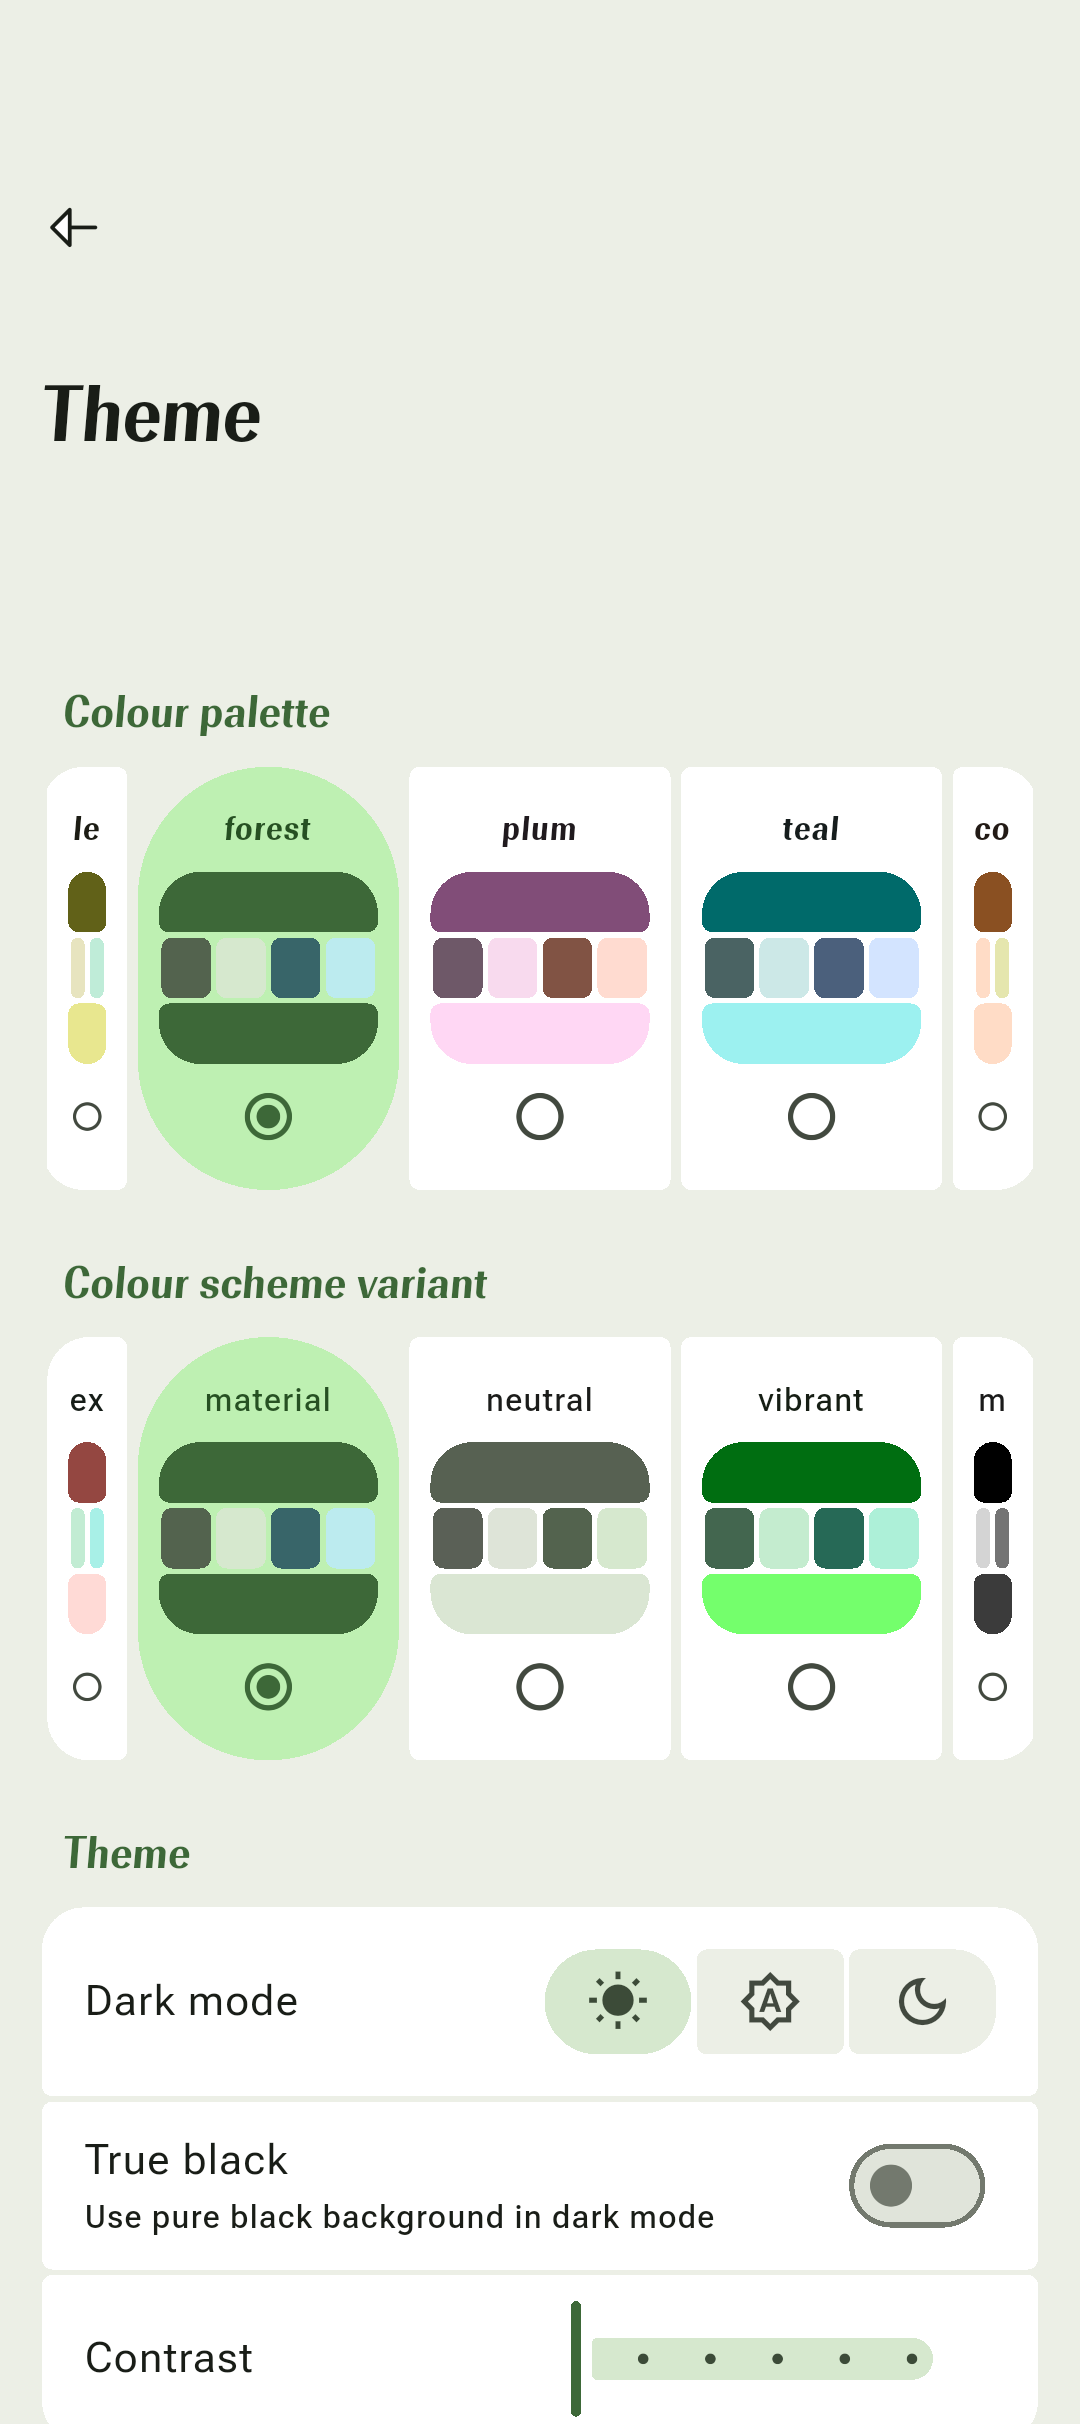 Theme
Colour palette
le
forest
plum
teal
co
Colour scheme variant
ex
material
neutral
vibrant
m
Theme
Dark mode
A
True black
Use pure black background in dark mode
Contrast